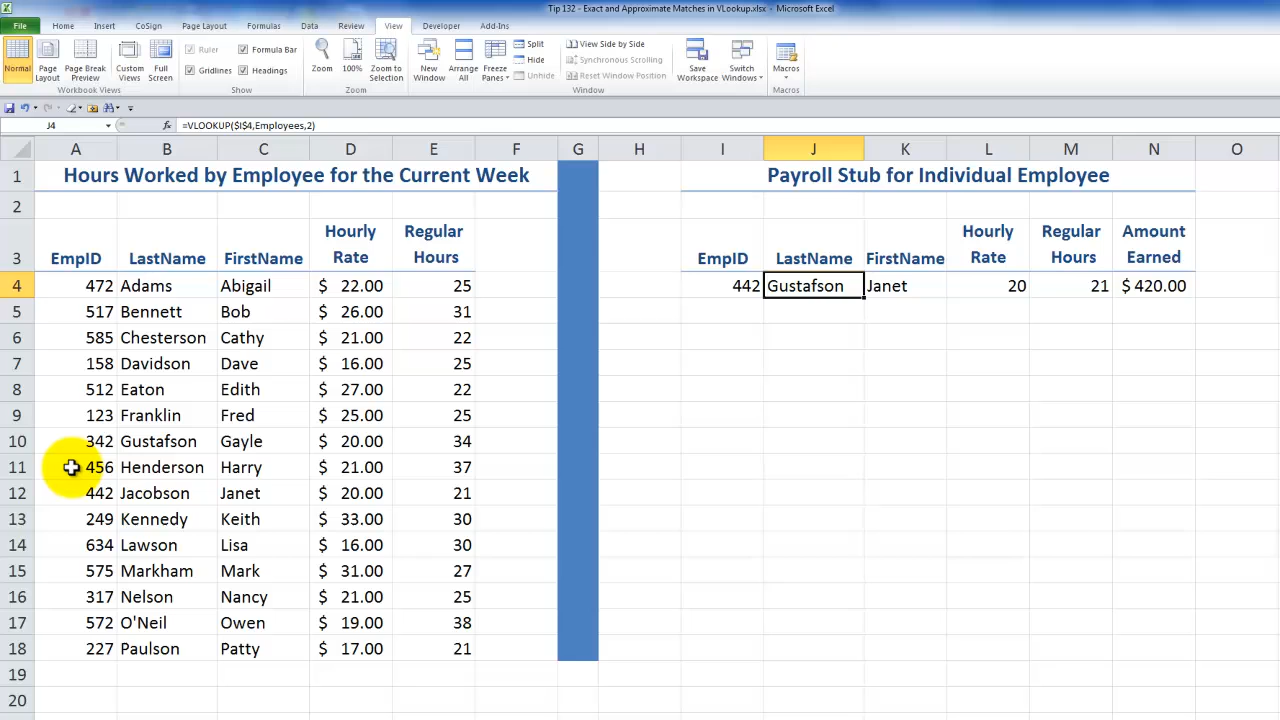 Tip 132 - Exact and Approximate Matches in VLookup.xlsx - Microsoft Excel
File Home Insert CoSign Page Layout Formulas Data Review View Developer Add-Ins
Normal Page Layout Page Break Preview Custom Views Full Screen
Workbook Views
Ruler Formula Bar
Gridlines Headings
Show
Zoom 100% Zoom to Selection
Zoom
New Window Arrange All Freeze Panes
Split
Hide
Unhide
View Side by Side
Synchronous Scrolling
Reset Window Position
Window
Save Workspace Switch Windows
Macros
Macros
J4 fx =VLOOKUP($I$4,Employees,2)
A B C D E F G H I J K L M N O
1 Hours Worked by Employee for the Current Week Payroll Stub for Individual Employee
2
3 EmpID LastName FirstName Hourly Rate Regular Hours EmpID LastName FirstName Hourly Rate Regular Hours Amount Earned
4 472 Adams Abigail $ 22.00 25 442 Gustafson Janet 20 21 $ 420.00
5 517 Bennett Bob $ 26.00 31
6 585 Chesterson Cathy $ 21.00 22
7 158 Davidson Dave $ 16.00 25
8 512 Eaton Edith $ 27.00 22
9 123 Franklin Fred $ 25.00 25
10 342 Gustafson Gayle $ 20.00 34
11 456 Henderson Harry $ 21.00 37
12 442 Jacobson Janet $ 20.00 21
13 249 Kennedy Keith $ 33.00 30
14 634 Lawson Lisa $ 16.00 30
15 575 Markham Mark $ 31.00 27
16 317 Nelson Nancy $ 21.00 25
17 572 O'Neil Owen $ 19.00 38
18 227 Paulson Patty $ 17.00 21
19
20